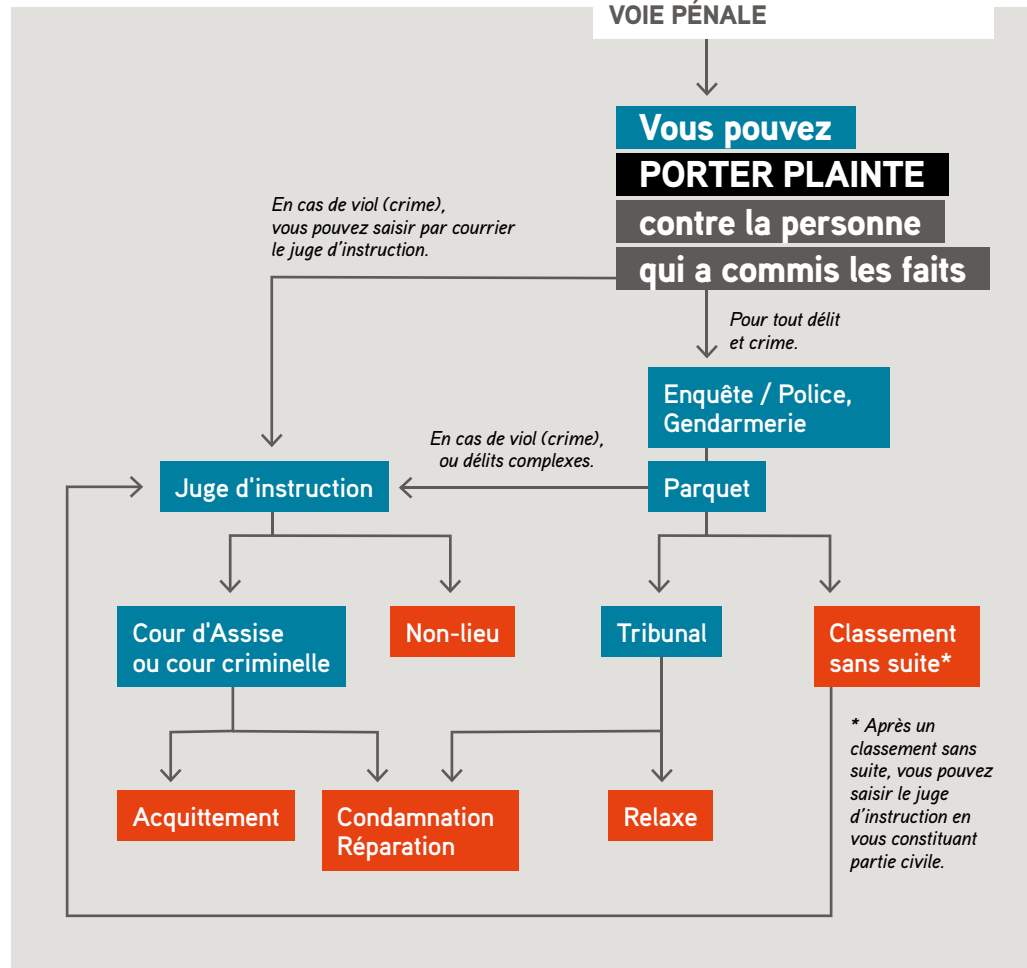 VOIE PÉNALE
Vous pouvez
PORTER PLAINTE
contre la personne
qui a commis les faits
En cas de viol (crime),
vous pouvez saisir par courrier
le juge d'instruction.
Pour tout délit
et crime.
Enquête / Police,
Gendarmerie
En cas de viol (crime),
ou délits complexes.
Juge d'instruction
Parquet
Cour d'Assise
ou cour criminelle
Non-lieu
Tribunal
Classement
sans suite*
* Après un
classement sans
suite, vous pouvez
saisir le juge
d'instruction en
vous constituant
partie civile.
Acquittement
Condamnation
Réparation
Relaxe